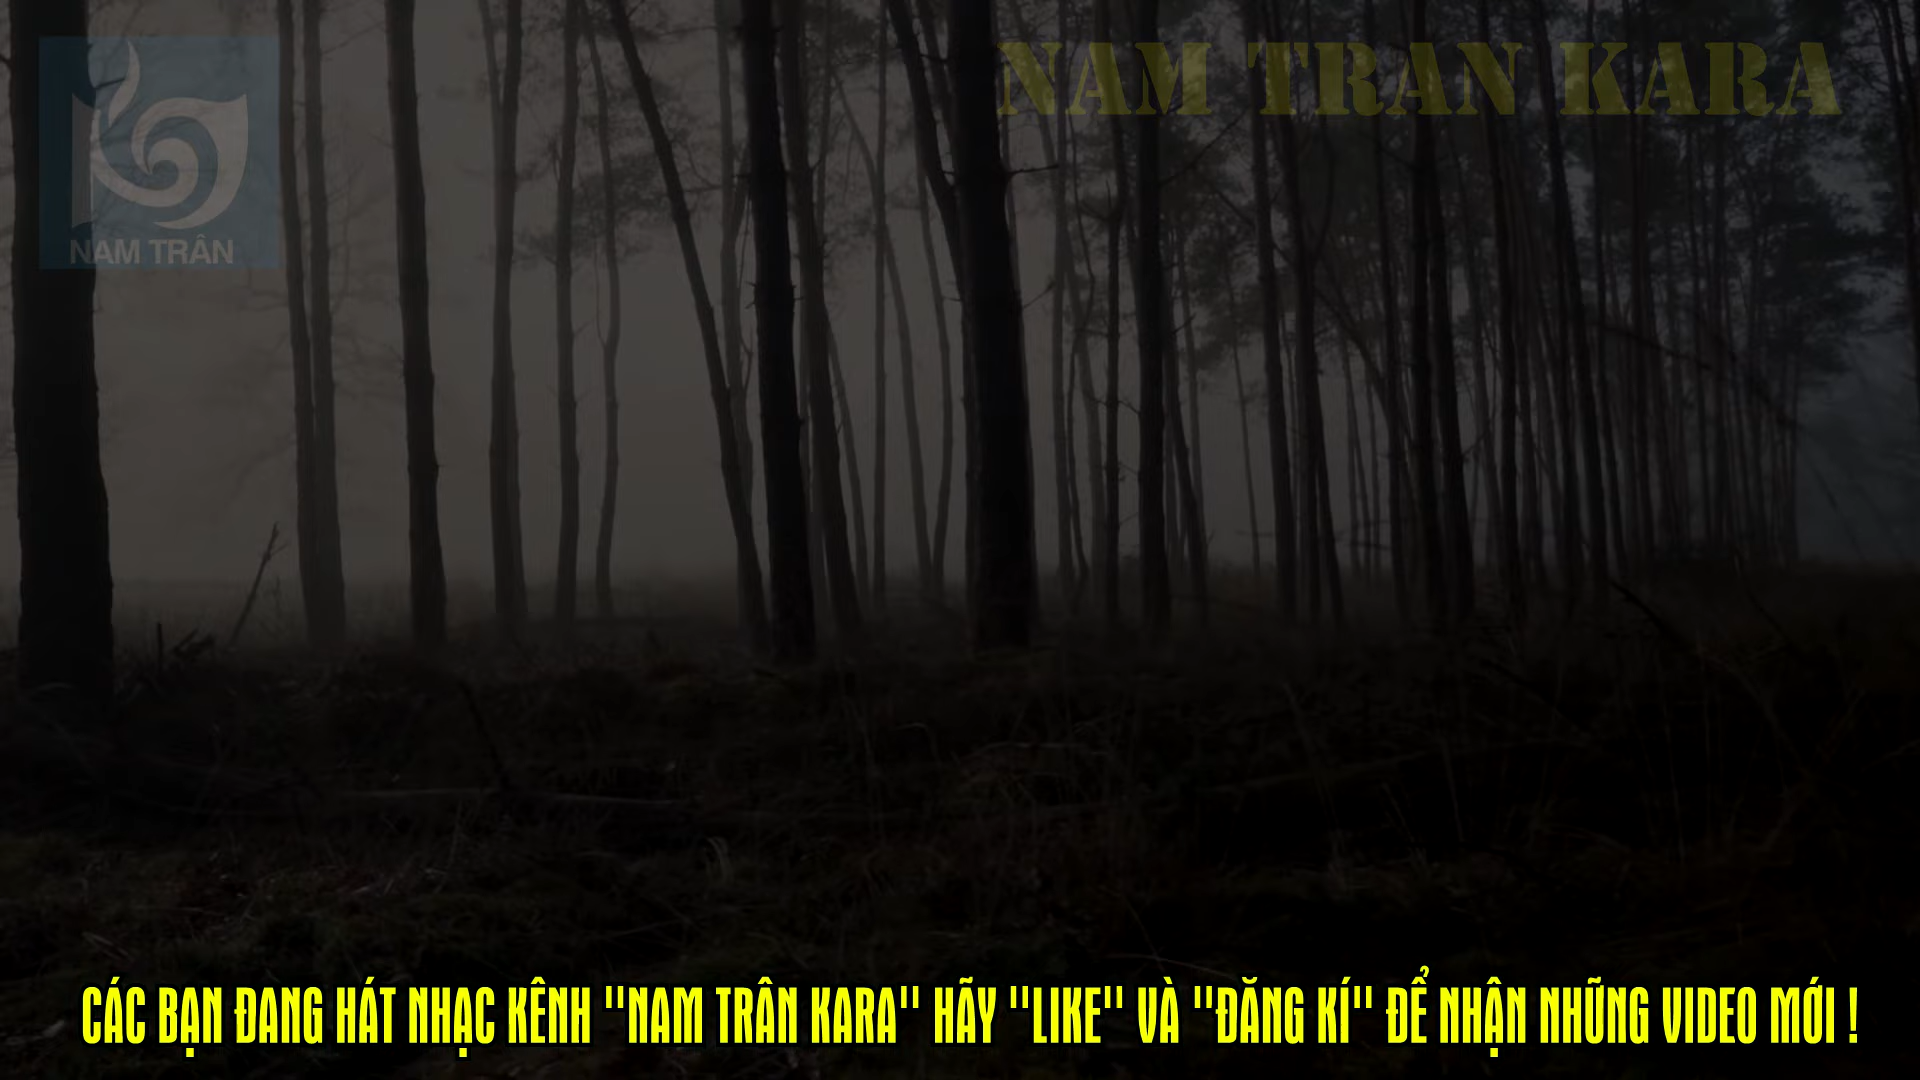 NAM TRAN KARA
NAM TRÂN
CÁC BẠN ĐANG HÁT NHẠC KÊNH "NAM TRÂN KARA" HÃY "LIKE" VÀ "ĐĂNG KÍ" ĐỂ NHẬN NHỮNG VIDEO MỚI !